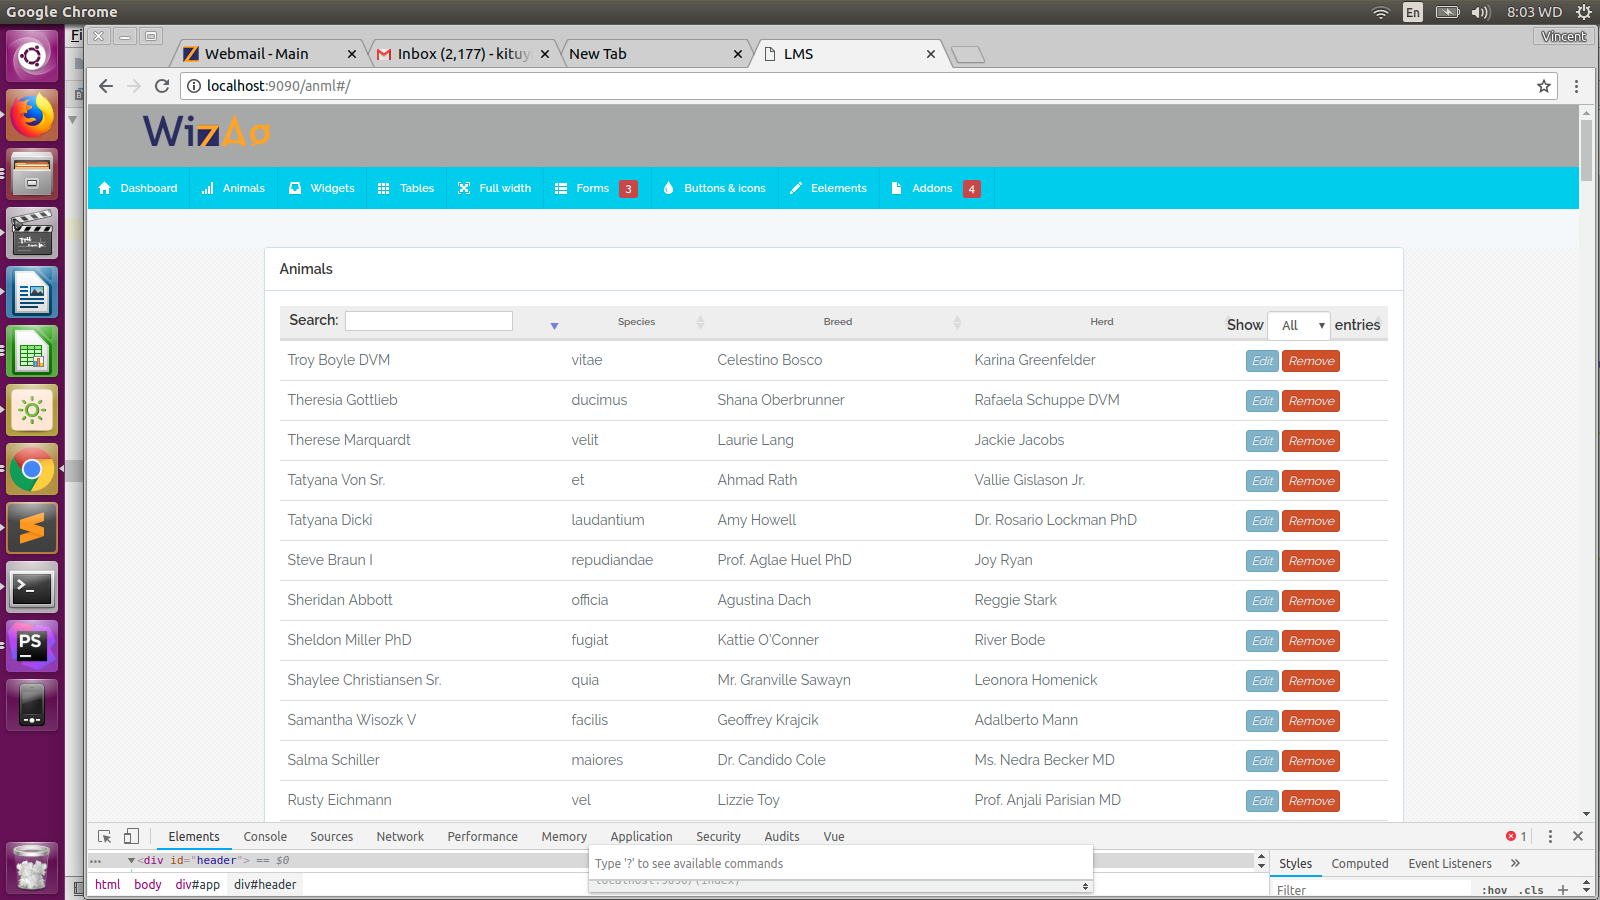 Google Chrome En 8:03 WD
Vincent
Webmail - Main Inbox (2,177) - kituy New Tab LMS
localhost:9090/anml#/
WizAg
Dashboard Animals Widgets Tables Full width Forms 3 Buttons & icons Eelements Addons 4
Animals
Search: Species Breed Herd Show All entries
Troy Boyle DVM vitae Celestino Bosco Karina Greenfelder Edit Remove
Theresia Gottlieb ducimus Shana Oberbrunner Rafaela Schuppe DVM Edit Remove
Therese Marquardt velit Laurie Lang Jackie Jacobs Edit Remove
Tatyana Von Sr. et Ahmad Rath Vallie Gislason Jr. Edit Remove
Tatyana Dicki laudantium Amy Howell Dr. Rosario Lockman PhD Edit Remove
Steve Braun I repudiandae Prof. Aglae Huel PhD Joy Ryan Edit Remove
Sheridan Abbott officia Agustina Dach Reggie Stark Edit Remove
Sheldon Miller PhD fugiat Kattie O'Conner River Bode Edit Remove
Shaylee Christiansen Sr. quia Mr. Granville Sawayn Leonora Homenick Edit Remove
Samantha Wisozk V facilis Geoffrey Krajcik Adalberto Mann Edit Remove
Salma Schiller maiores Dr. Candido Cole Ms. Nedra Becker MD Edit Remove
Rusty Eichmann vel Lizzie Toy Prof. Anjali Parisian MD Edit Remove
Elements Console Sources Network Performance Memory Application Security Audits Vue 1
<div id="header"> == $0
Type '?' to see available commands
Styles Computed Event Listeners »
html body div#app div#header
localhost:9090/(index)
Filter :hov .cls +
PS